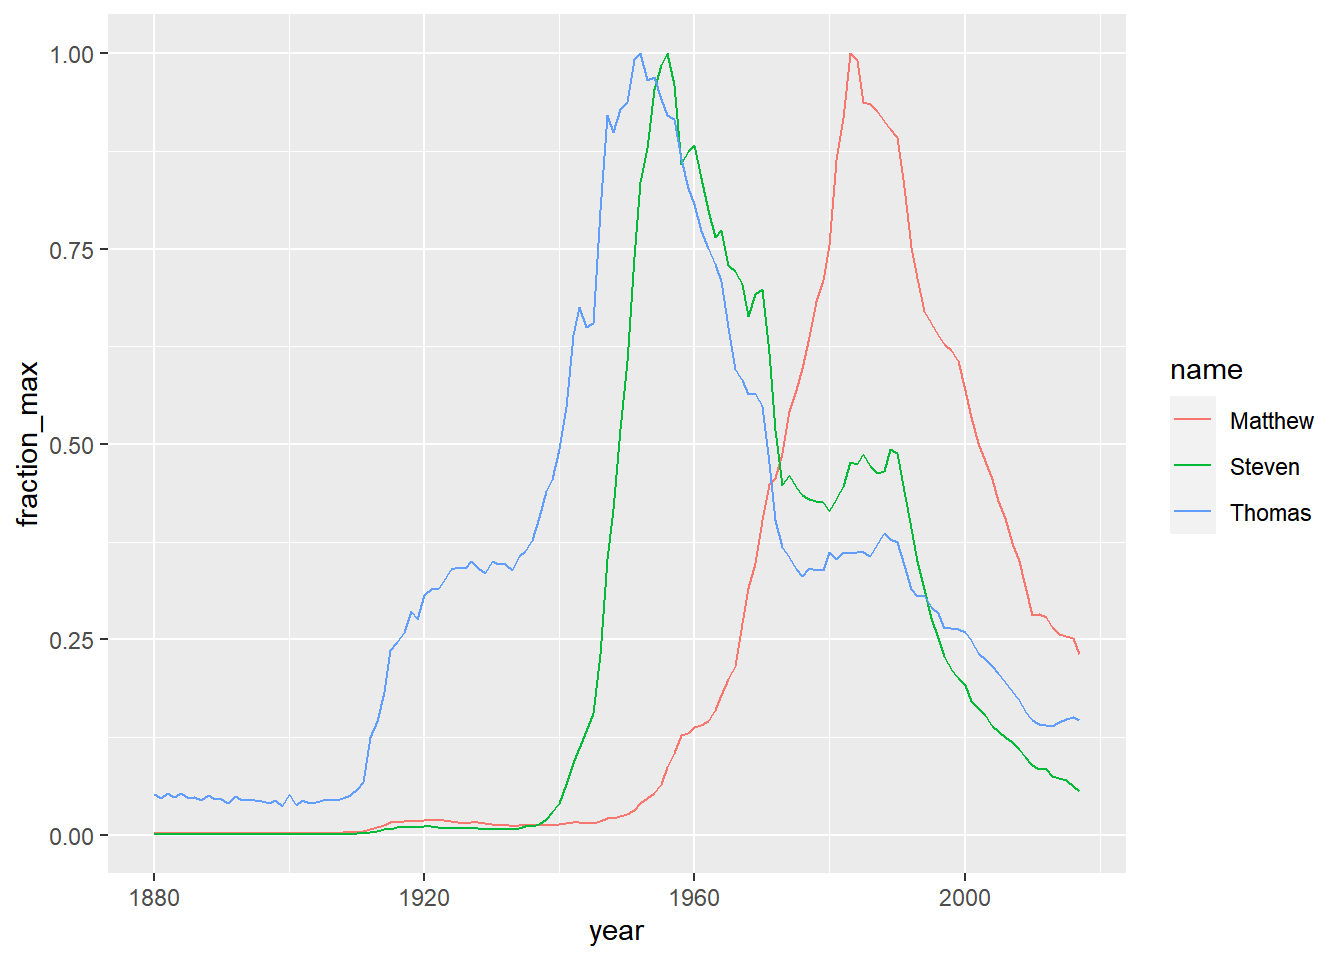 1.00
0.75
0.50
0.25
0.00
fraction_max
1880 1920 1960 2000
year
name
Matthew
Steven
Thomas